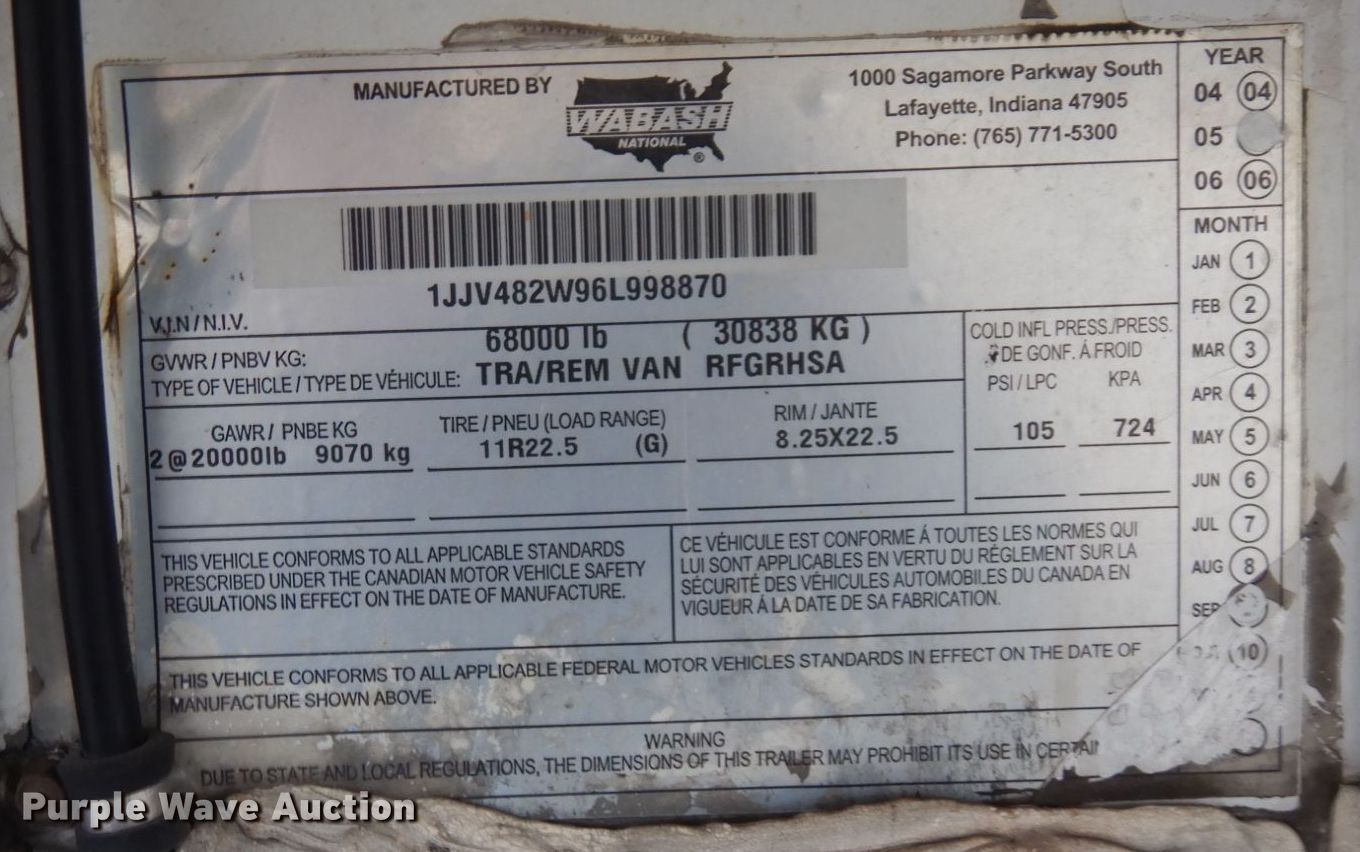 MANUFACTURED BY
WABASH
NATIONAL ®
1000 Sagamore Parkway South
Lafayette, Indiana 47905
Phone: (765) 771-5300
YEAR
04 04
05
06 06
MONTH
JAN 1
FEB 2
MAR 3
APR 4
MAY 5
JUN 6
JUL 7
AUG 8
SEP
10
1JJV482W96L998870
V.I.N / N.I.V.
GVWR / PNBV KG: 68000 lb ( 30838 KG )
TYPE OF VEHICLE / TYPE DE VÉHICULE: TRA/REM VAN RFGRHSA
COLD INFL PRESS./PRESS.
DE GONF. Á FROID
PSI / LPC KPA
105 724
GAWR / PNBE KG
2@20000lb 9070 kg
TIRE / PNEU (LOAD RANGE)
11R22.5 (G)
RIM / JANTE
8.25X22.5
THIS VEHICLE CONFORMS TO ALL APPLICABLE STANDARDS
PRESCRIBED UNDER THE CANADIAN MOTOR VEHICLE SAFETY
REGULATIONS IN EFFECT ON THE DATE OF MANUFACTURE.
CE VÉHICULE EST CONFORME Á TOUTES LES NORMES QUI
LUI SONT APPLICABLES EN VERTU DU RÉGLEMENT SUR LA
SÉCURITÉ DES VÉHICULES AUTOMOBILES DU CANADA EN
VIGUEUR Á LA DATE DE SA FABRICATION.
THIS VEHICLE CONFORMS TO ALL APPLICABLE FEDERAL MOTOR VEHICLES STANDARDS IN EFFECT ON THE DATE OF
MANUFACTURE SHOWN ABOVE.
WARNING
DUE TO STATE AND LOCAL REGULATIONS, THE DIMENSIONS OF THIS TRAILER MAY PROHIBIT ITS USE IN CERTAI
Purple Wave Auction